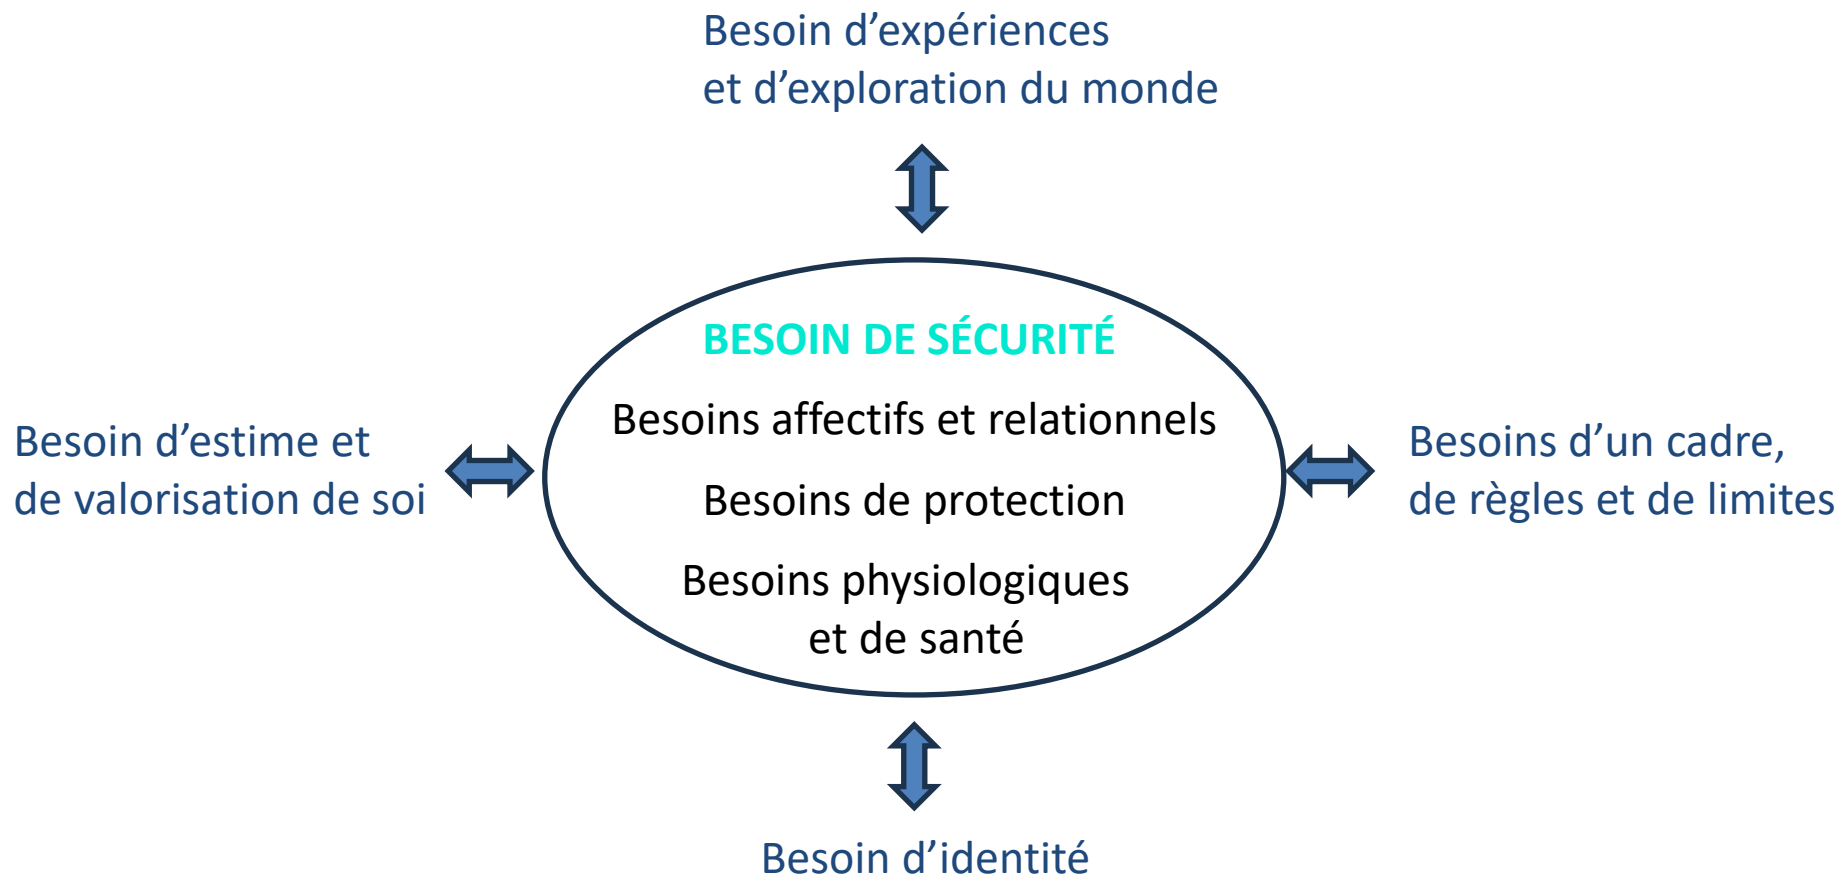 Besoin d’expériences
et d’exploration du monde
BESOIN DE SÉCURITÉ
Besoins affectifs et relationnels
Besoins de protection
Besoins physiologiques
et de santé
Besoin d’estime et
de valorisation de soi
Besoins d’un cadre,
de règles et de limites
Besoin d’identité